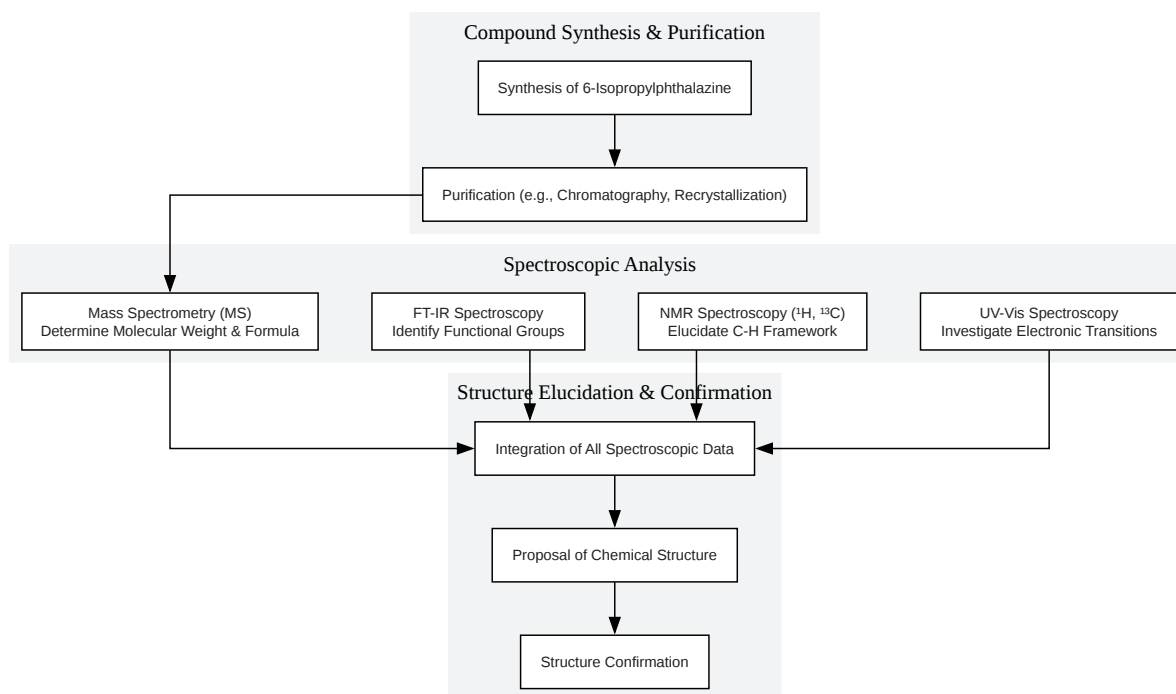 Compound Synthesis & Purification
Synthesis of 6-Isopropylphthalazine
Purification (e.g., Chromatography, Recrystallization)
Spectroscopic Analysis
Mass Spectrometry (MS)
Determine Molecular Weight & Formula
FT-IR Spectroscopy
Identify Functional Groups
NMR Spectroscopy (¹H, ¹³C)
Elucidate C-H Framework
UV-Vis Spectroscopy
Investigate Electronic Transitions
Structure Elucidation & Confirmation
Integration of All Spectroscopic Data
Proposal of Chemical Structure
Structure Confirmation